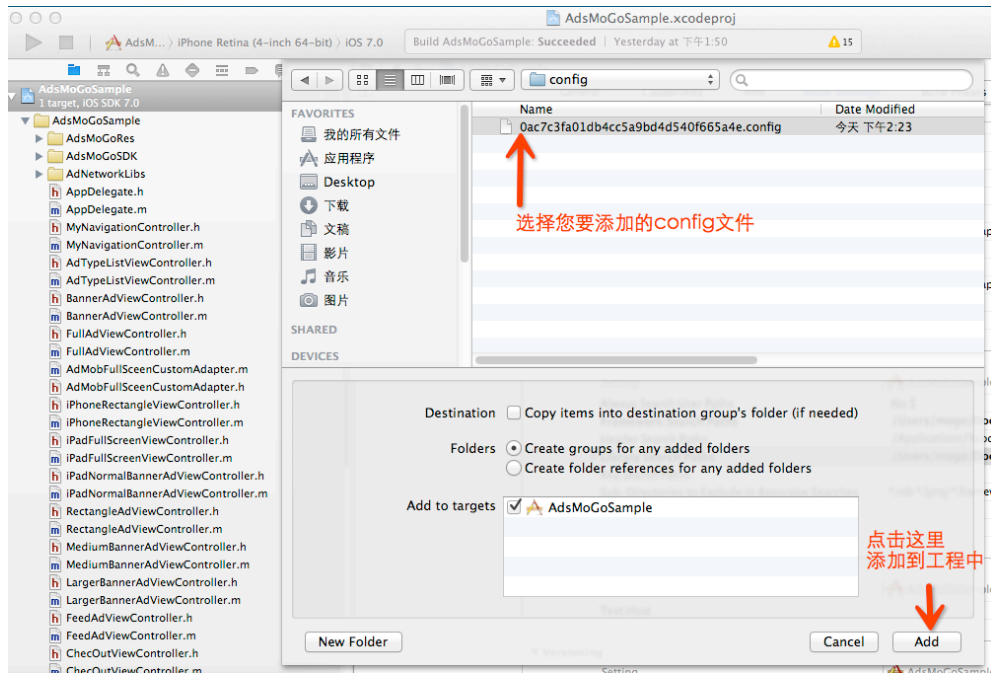 AdsMoGoSample.xcodeproj
AdsM... 〉 iPhone Retina (4-inch 64-bit) 〉 iOS 7.0
Build AdsMoGoSample: Succeeded | Yesterday at 下午1:50
15
AdsMoGoSample
1 target, iOS SDK 7.0
AdsMoGoSample
AdsMoGoRes
AdsMoGoSDK
AdNetworkLibs
h AppDelegate.h
m AppDelegate.m
h MyNavigationController.h
m MyNavigationController.m
h AdTypeListViewController.h
m AdTypeListViewController.m
h BannerAdViewController.h
m BannerAdViewController.m
h FullAdViewController.h
m FullAdViewController.m
m AdMobFullSceenCustomAdapter.m
h AdMobFullSceenCustomAdapter.h
h iPhoneRectangleViewController.h
m iPhoneRectangleViewController.m
h iPadFullScreenViewController.h
m iPadFullScreenViewController.m
h iPadNormalBannerAdViewController.h
m iPadNormalBannerAdViewController.m
h RectangleAdViewController.h
m RectangleAdViewController.m
h MediumBannerAdViewController.h
m MediumBannerAdViewController.m
h LargerBannerAdViewController.h
m LargerBannerAdViewController.m
h FeedAdViewController.h
m FeedAdViewController.m
h ChecOutViewController.h
m ChecOutViewController.m
config
FAVORITES
我的所有文件
应用程序
Desktop
下载
文稿
影片
音乐
图片
SHARED
DEVICES
Name Date Modified
0ac7c3fa01db4cc5a9bd4d540f665a4e.config 今天 下午2:23
选择您要添加的config文件
Destination Copy items into destination group's folder (if needed)
Folders Create groups for any added folders
Create folder references for any added folders
Add to targets AdsMoGoSample
点击这里
添加到工程中
New Folder Cancel Add
Versioning
Setting AdsMoGoSample